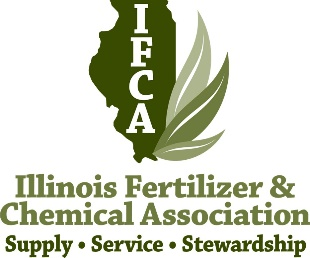 IFCA
Illinois Fertilizer &
Chemical Association
Supply • Service • Stewardship